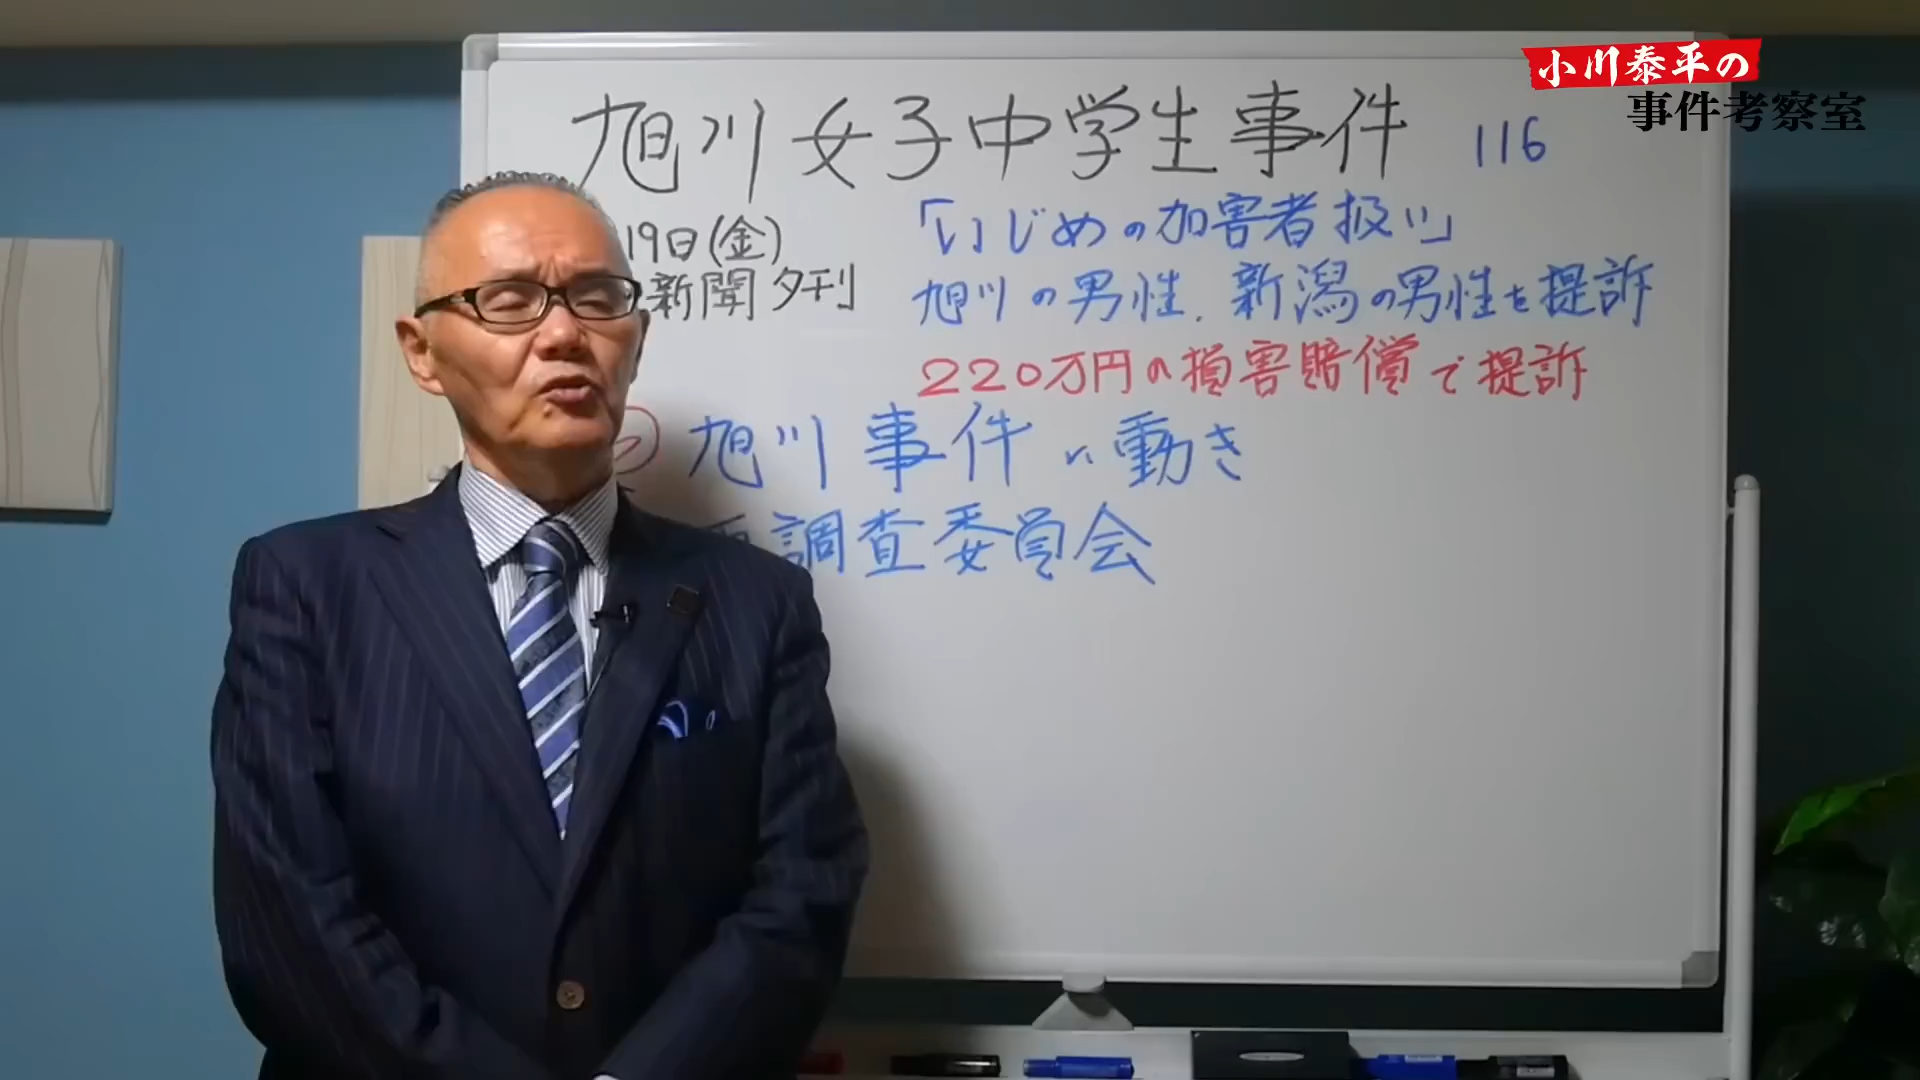 小川泰平の
事件考察室
旭川女子中学生事件 116
19日(金)
新聞夕刊
「いじめの加害者扱い」
旭川の男性、新潟の男性を提訴
220万円の損害賠償で提訴
旭川事件に動き
再調査委員会